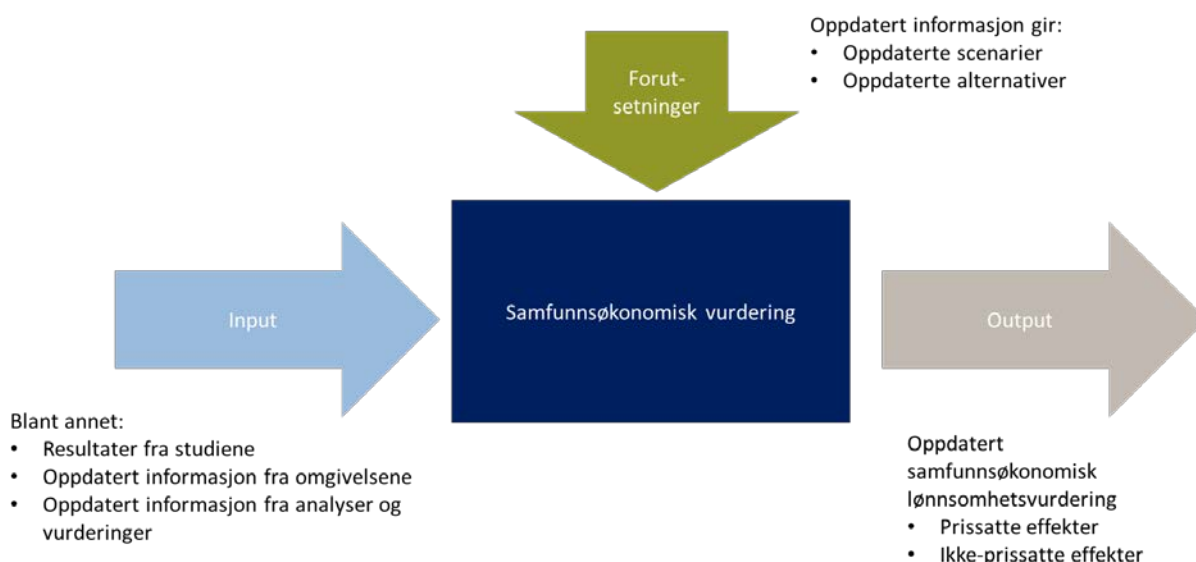 Oppdatert informasjon gir:
• Oppdaterte scenarier
• Oppdaterte alternativer
Forut-
setninger
Input
Samfunnsøkonomisk vurdering
Output
Blant annet:
• Resultater fra studiene
• Oppdatert informasjon fra omgivelsene
• Oppdatert informasjon fra analyser og
vurderinger
Oppdatert
samfunnsøkonomisk
lønnsomhetsvurdering
• Prissatte effekter
• Ikke-prissatte effekter